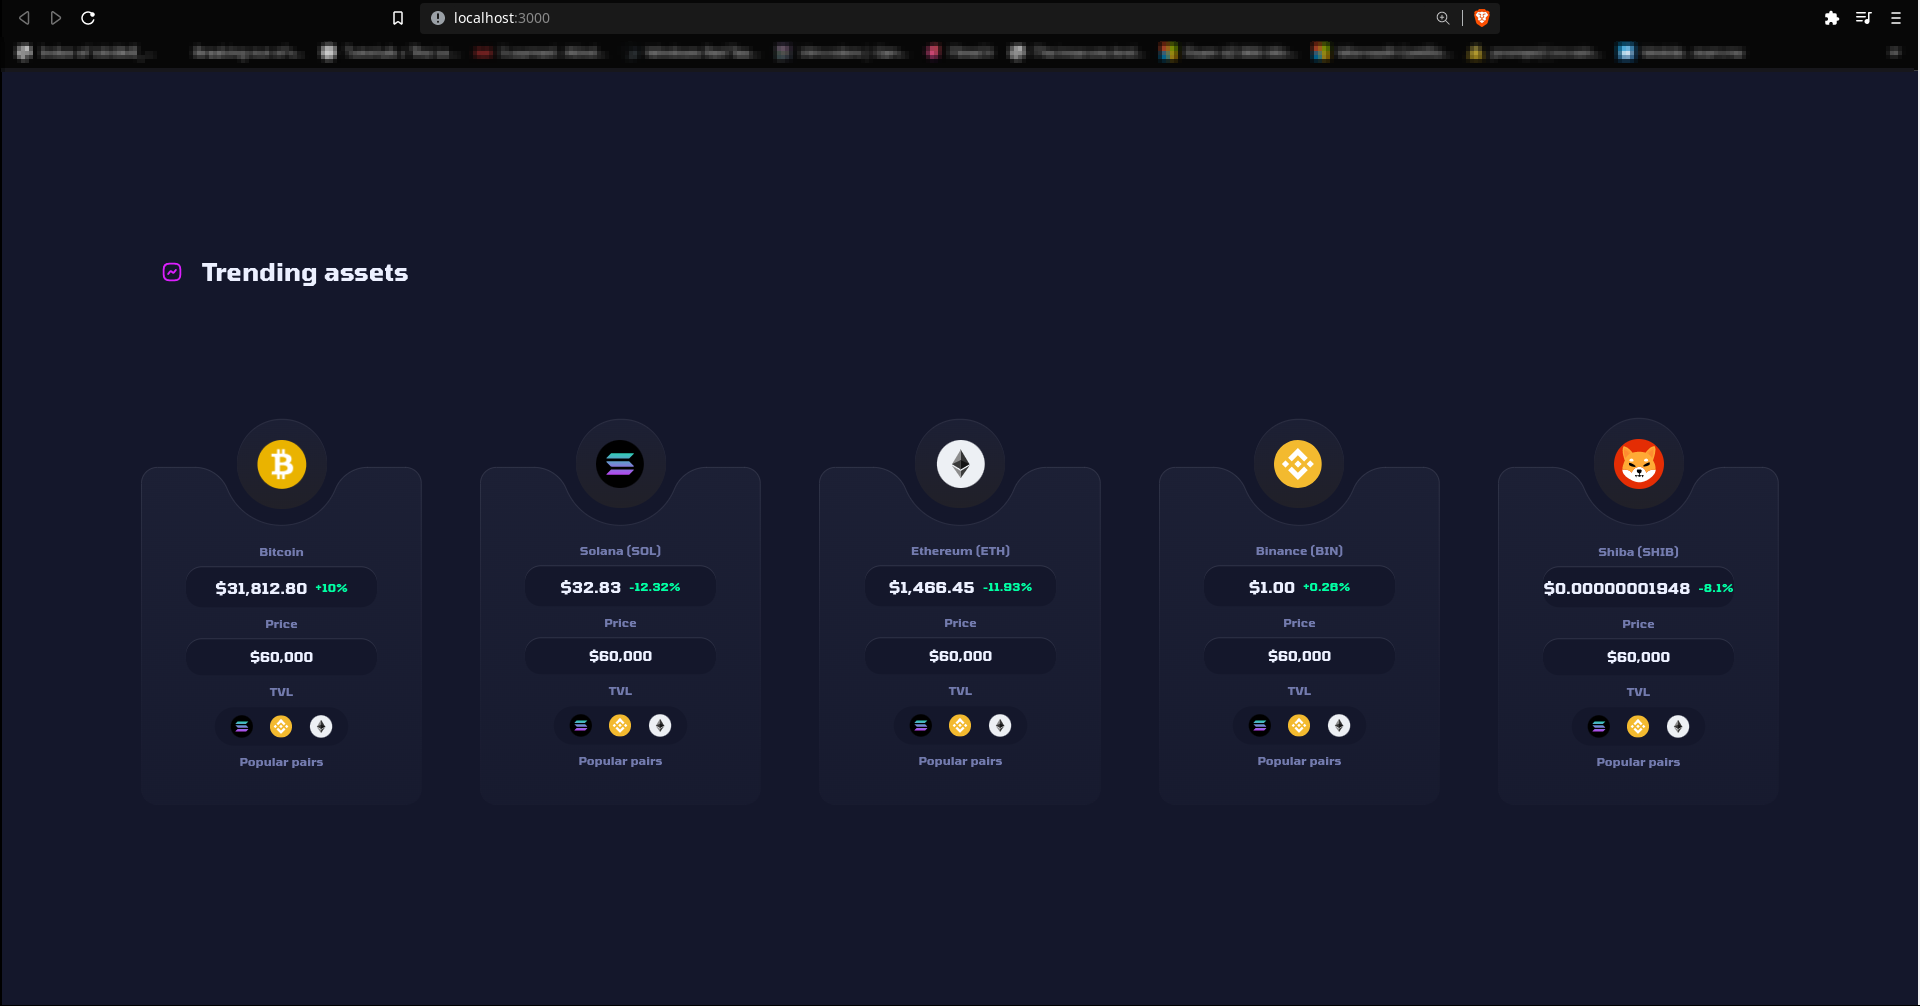 localhost:3000
Trending assets
Bitcoin
$31,812.80 +10%
Price
$60,000
TVL
Popular pairs
Solana (SOL)
$32.83 -12.32%
Price
$60,000
TVL
Popular pairs
Ethereum (ETH)
$1,466.45 -11.93%
Price
$60,000
TVL
Popular pairs
Binance (BIN)
$1.00 +0.26%
Price
$60,000
TVL
Popular pairs
Shiba (SHIB)
$0.00000001948 -8.1%
Price
$60,000
TVL
Popular pairs